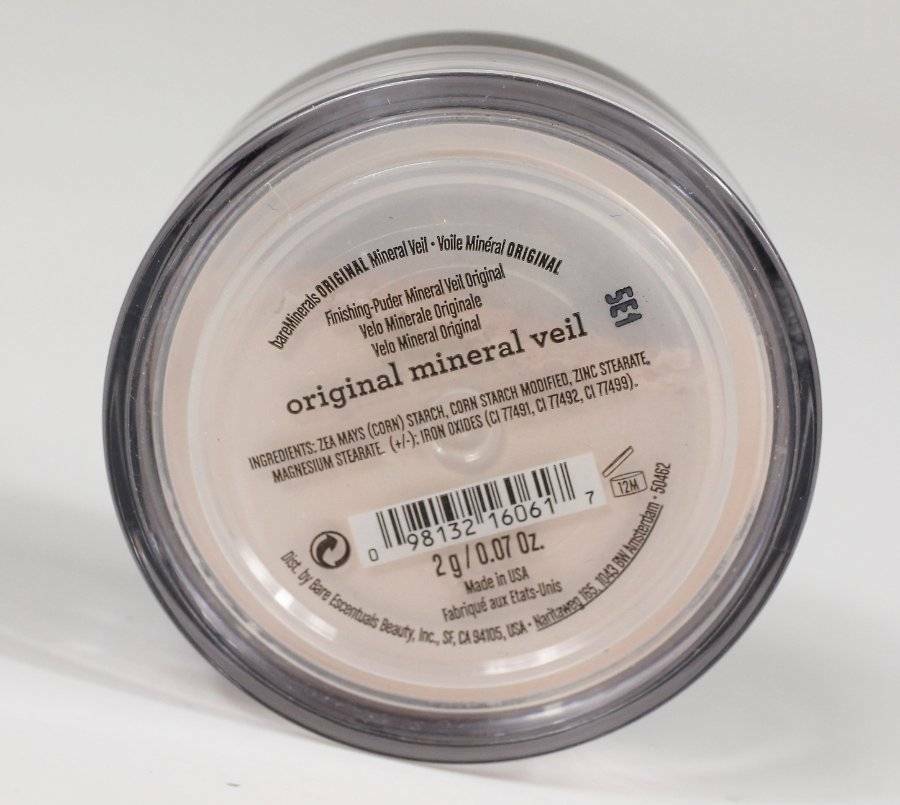 bareMinerals ORIGINAL Mineral Veil • Voile Minéral ORIGINAL
Finishing-Puder Mineral Veil Original
Velo Minerale Originale
Velo Mineral Original
original mineral veil
5E1
INGREDIENTS: ZEA MAYS (CORN) STARCH, CORN STARCH MODIFIED, ZINC STEARATE,
MAGNESIUM STEARATE. (+/-): IRON OXIDES (CI 77491, CI 77492, CI 77499).
12M
0 98132 16061 7
2 g / 0.07 Oz.
Made in USA
Fabriqué aux Etats-Unis
Dist. by Bare Escentuals Beauty, Inc., SF, CA 94105, USA • Naritaweg 165, 1043 BW Amsterdam • 50462